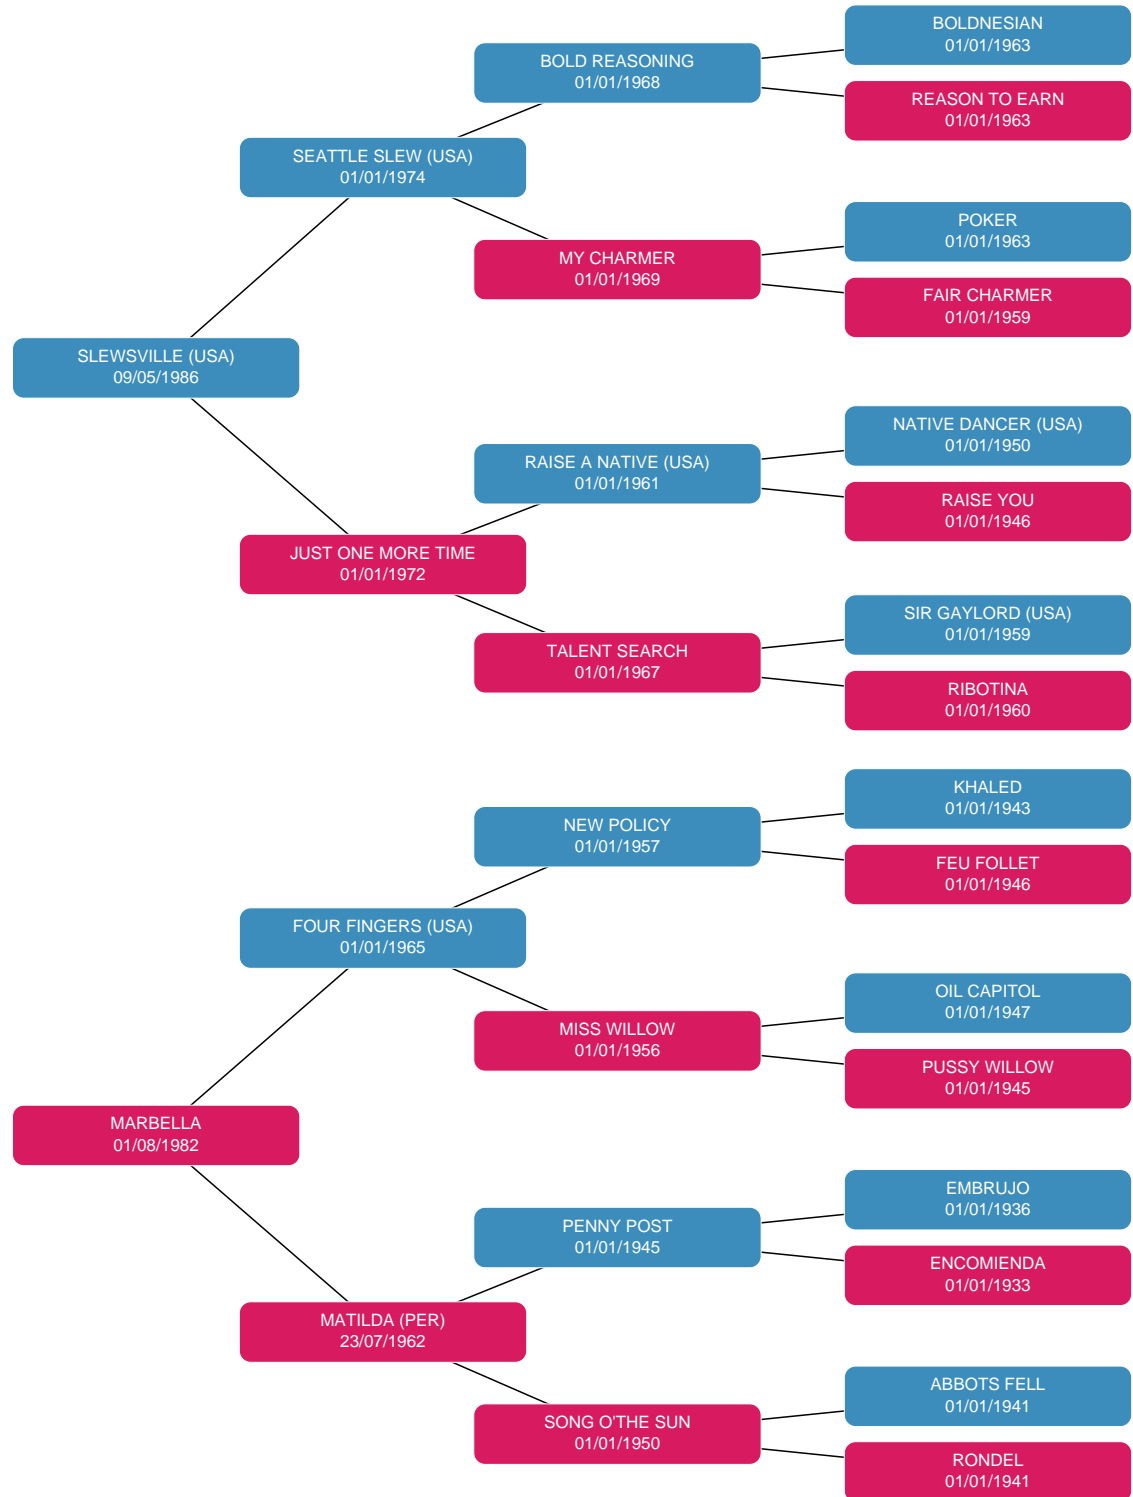 BOLDNESIAN
01/01/1963
BOLD REASONING
01/01/1968
REASON TO EARN
01/01/1963
SEATTLE SLEW (USA)
01/01/1974
POKER
01/01/1963
MY CHARMER
01/01/1969
FAIR CHARMER
01/01/1959
SLEWSVILLE (USA)
09/05/1986
NATIVE DANCER (USA)
01/01/1950
RAISE A NATIVE (USA)
01/01/1961
RAISE YOU
01/01/1946
JUST ONE MORE TIME
01/01/1972
SIR GAYLORD (USA)
01/01/1959
TALENT SEARCH
01/01/1967
RIBOTINA
01/01/1960
KHALED
01/01/1943
NEW POLICY
01/01/1957
FEU FOLLET
01/01/1946
FOUR FINGERS (USA)
01/01/1965
OIL CAPITOL
01/01/1947
MISS WILLOW
01/01/1956
PUSSY WILLOW
01/01/1945
MARBELLA
01/08/1982
EMBRUJO
01/01/1936
PENNY POST
01/01/1945
ENCOMIENDA
01/01/1933
MATILDA (PER)
23/07/1962
ABBOTS FELL
01/01/1941
SONG O'THE SUN
01/01/1950
RONDEL
01/01/1941